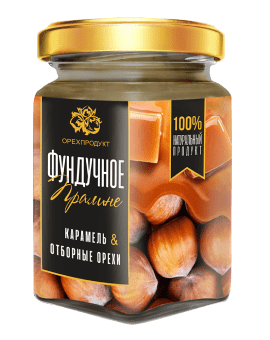 ОРЕХПРОДУКТ
ФУНДУЧНОЕ
Пралине
КАРАМЕЛЬ &
ОТБОРНЫЕ ОРЕХИ
100%
НАТУРАЛЬНЫЙ
ПРОДУКТ